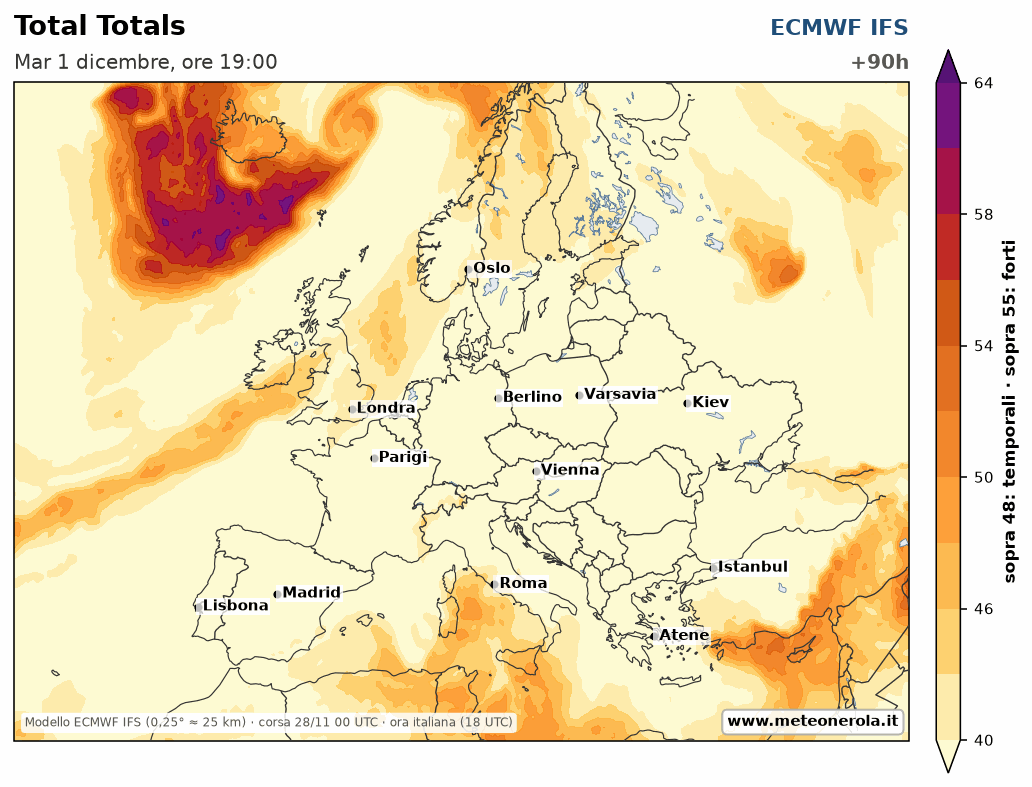 Total Totals
ECMWF IFS
Mar 1 dicembre, ore 19:00
+90h
64
58
54
50
46
40
sopra 48: temporali · sopra 55: forti
Oslo
Londra
Berlino
Varsavia
Kiev
Parigi
Vienna
Istanbul
Roma
Madrid
Lisbona
Atene
Modello ECMWF IFS (0,25° ≈ 25 km) · corsa 28/11 00 UTC · ora italiana (18 UTC)
www.meteonerola.it